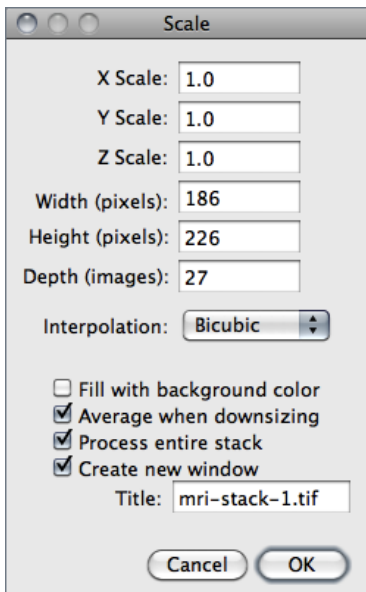 Scale
X Scale: 1.0
Y Scale: 1.0
Z Scale: 1.0
Width (pixels): 186
Height (pixels): 226
Depth (images): 27
Interpolation: Bicubic
Fill with background color
Average when downsizing
Process entire stack
Create new window
Title: mri-stack-1.tif
Cancel OK